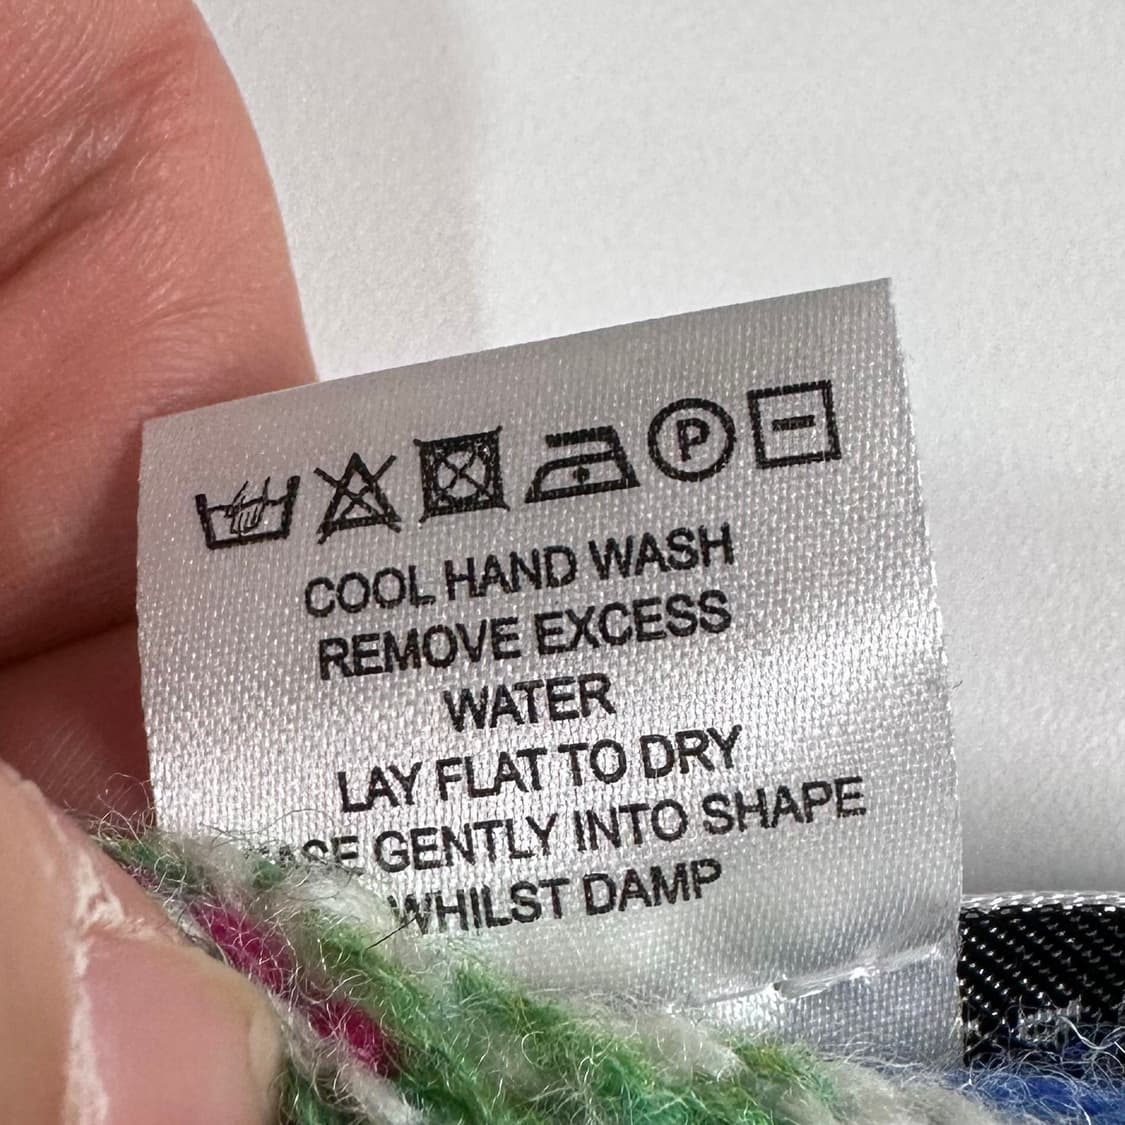 P
COOL HAND WASH
REMOVE EXCESS
WATER
LAY FLAT TO DRY
GENTLY INTO SHAPE
WHILST DAMP